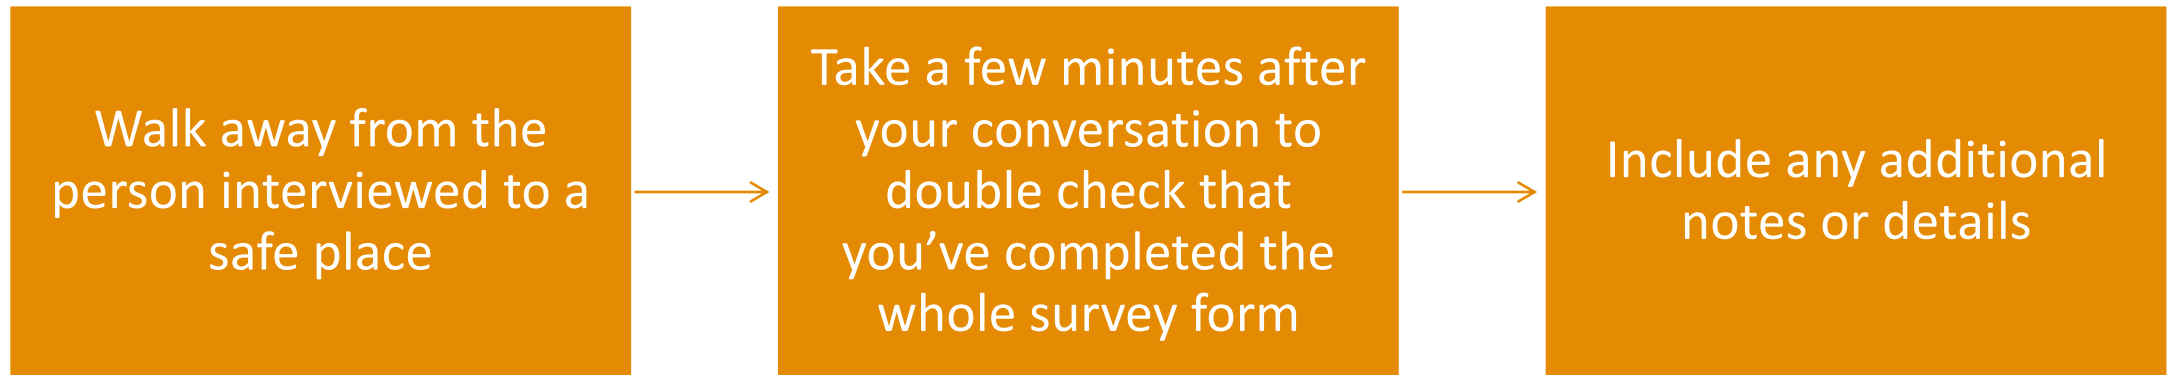 Walk away from the
person interviewed to a
safe place
Take a few minutes after
your conversation to
double check that
you’ve completed the
whole survey form
Include any additional
notes or details